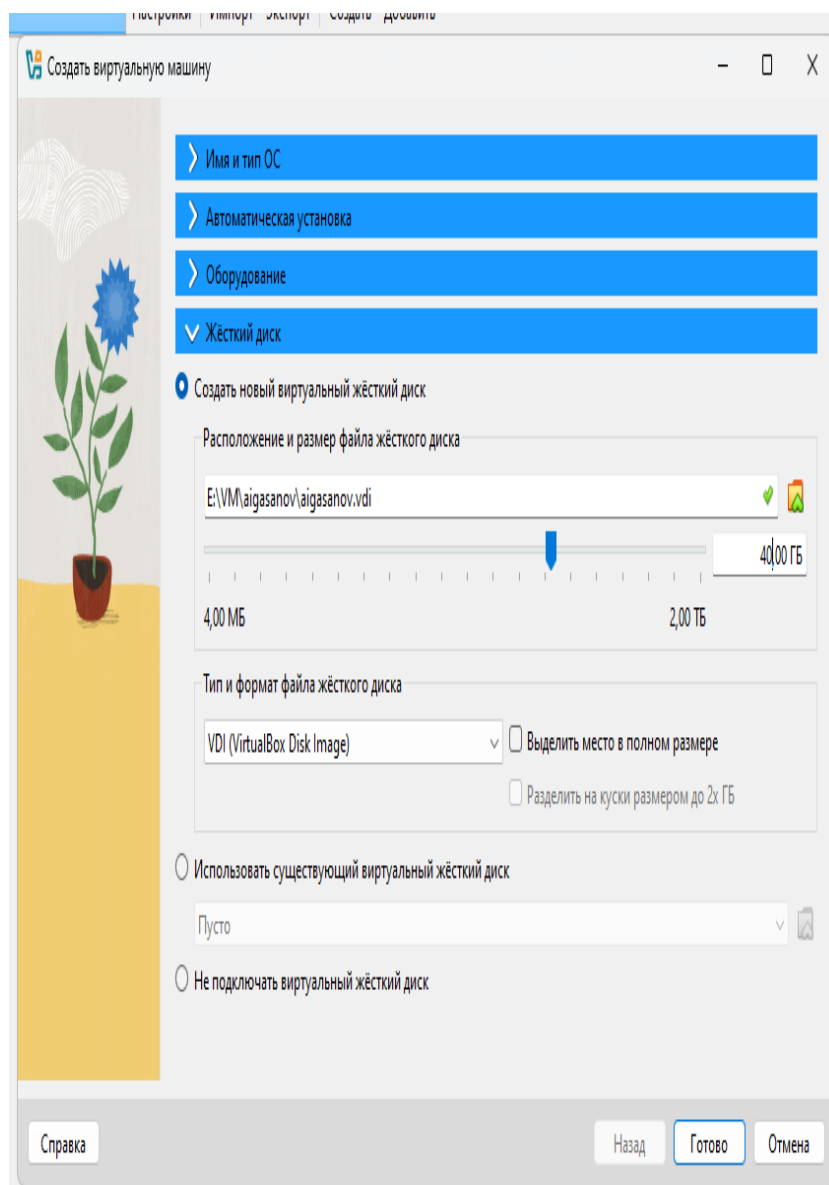 Настройки Импорт Экспорт Создать Добавить
Создать виртуальную машину
Имя и тип ОС
Автоматическая установка
Оборудование
Жёсткий диск
Создать новый виртуальный жёсткий диск
Расположение и размер файла жёсткого диска
E:\VM\aigasanov\aigasanov.vdi
40,00 ГБ
4,00 МБ 2,00 ТБ
Тип и формат файла жёсткого диска
VDI (VirtualBox Disk Image) Выделить место в полном размере
Разделить на куски размером до 2х ГБ
Использовать существующий виртуальный жёсткий диск
Пусто
Не подключать виртуальный жёсткий диск
Справка Назад Готово Отмена